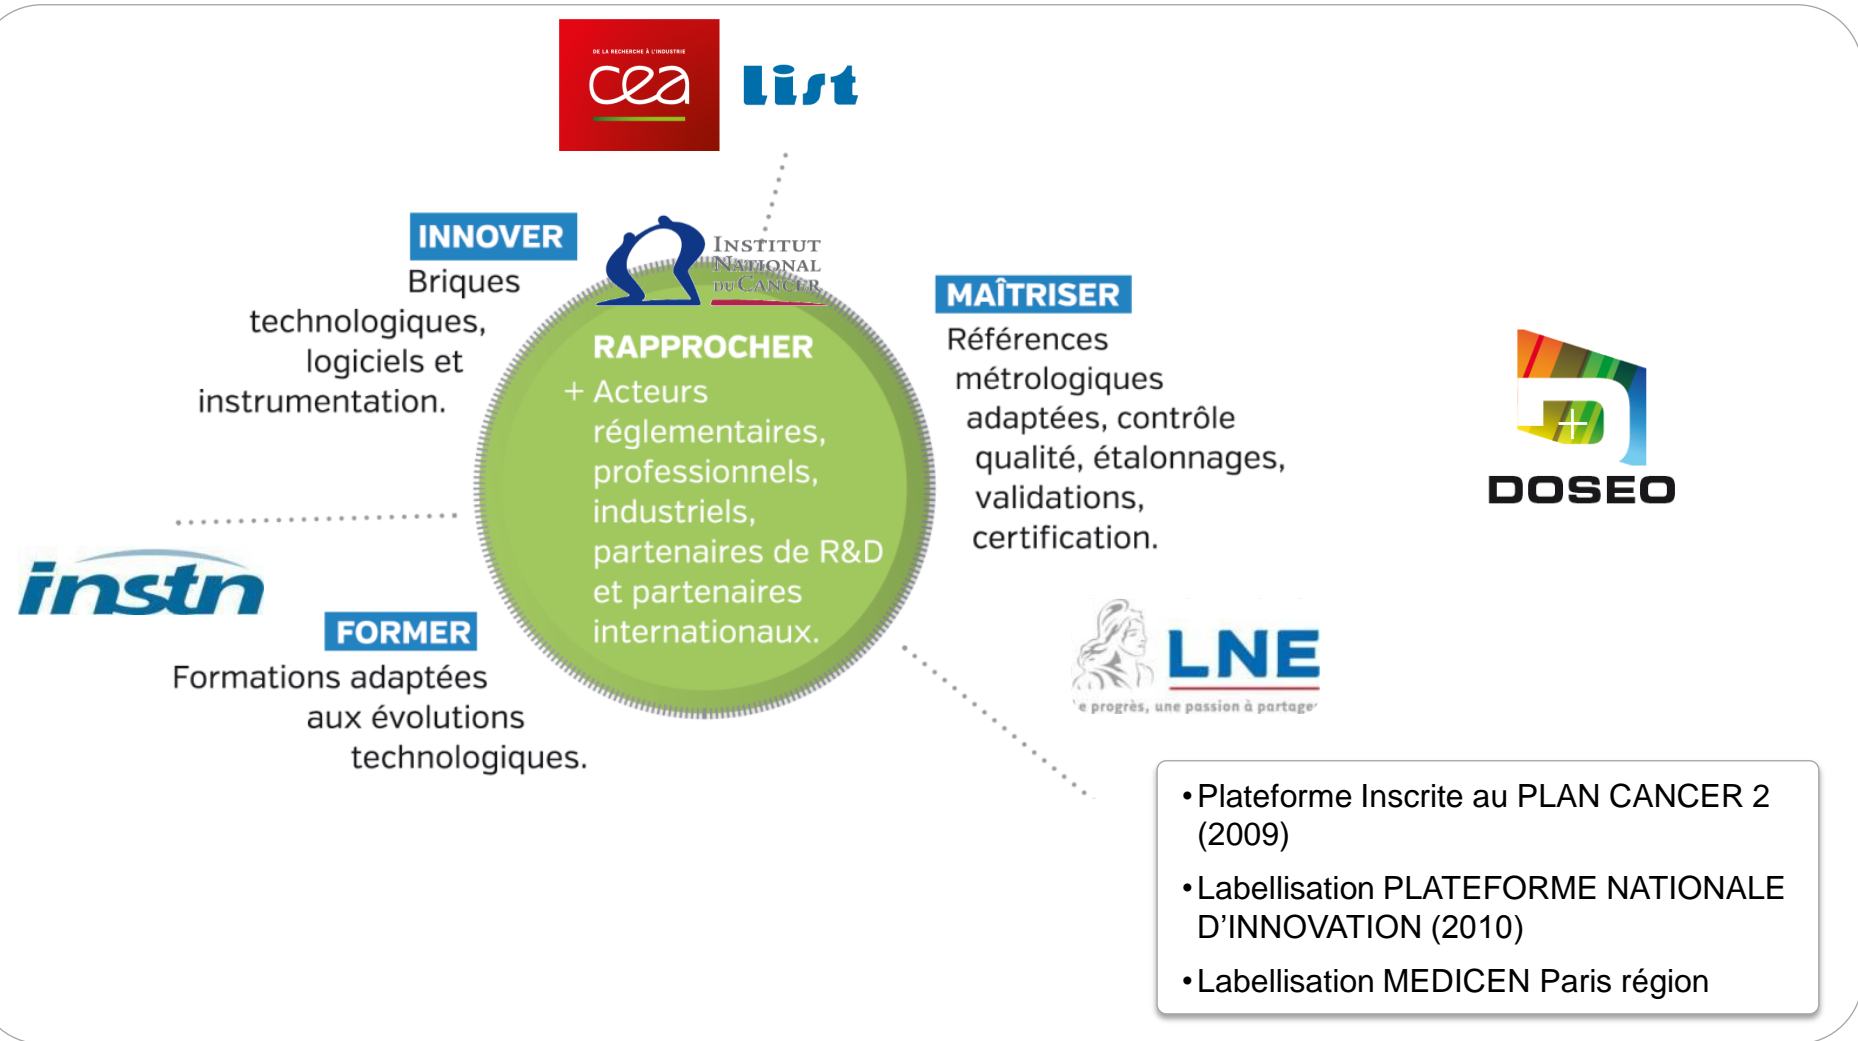 DE LA RECHERCHE À L'INDUSTRIE
cea
list
INNOVER
Briques
technologiques,
logiciels et
instrumentation.
INSTITUT
NATIONAL
DU CANCER
RAPPROCHER
+ Acteurs
réglementaires,
professionnels,
industriels,
partenaires de R&D
et partenaires
internationaux.
MAÎTRISER
Références
métrologiques
adaptées, contrôle
qualité, étalonnages,
validations,
certification.
DOSEO
instn
FORMER
Formations adaptées
aux évolutions
technologiques.
LNE
e progrès, une passion à partager
•Plateforme Inscrite au PLAN CANCER 2
(2009)
•Labellisation PLATEFORME NATIONALE
D’INNOVATION (2010)
•Labellisation MEDICEN Paris région